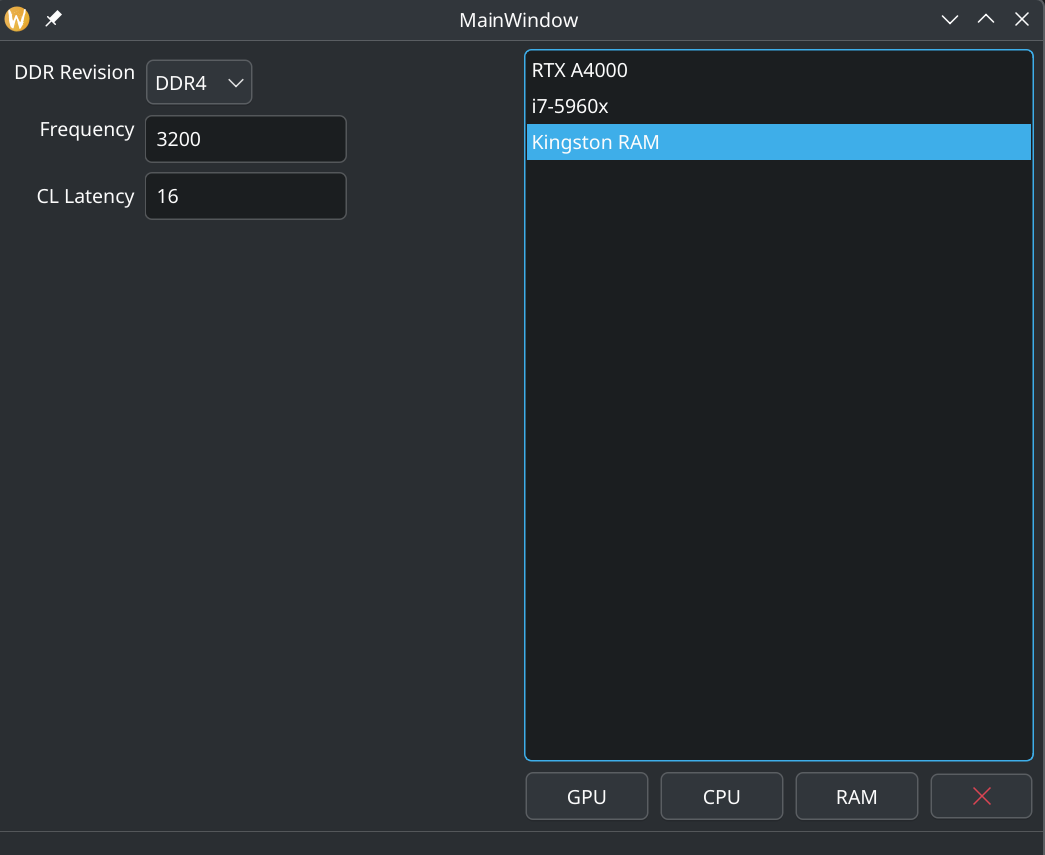 MainWindow
DDR Revision
DDR4
Frequency
3200
CL Latency
16
RTX A4000
i7-5960x
Kingston RAM
GPU
CPU
RAM